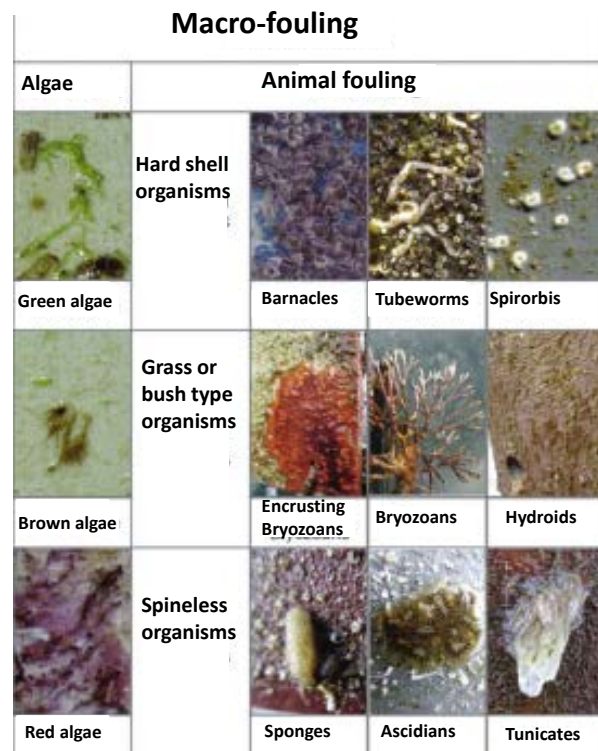 Macro-fouling
Algae
Animal fouling
Hard shell
organisms
Green algae
Barnacles
Tubeworms
Spirorbis
Grass or
bush type
organisms
Brown algae
Encrusting
Bryozoans
Bryozoans
Hydroids
Spineless
organisms
Red algae
Sponges
Ascidians
Tunicates